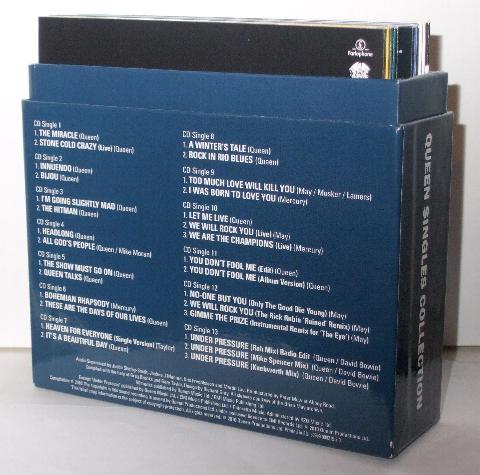 Parlophone
QUEEN
CD Single 1
1. THE MIRACLE (Queen)
2. STONE COLD CRAZY (Live) (Queen)
CD Single 2
1. INNUENDO (Queen)
2. BIJOU (Queen)
CD Single 3
1. I'M GOING SLIGHTLY MAD (Queen)
2. THE HITMAN (Queen)
CD Single 4
1. HEADLONG (Queen)
2. ALL GOD'S PEOPLE (Queen / Mike Moran)
CD Single 5
1. THE SHOW MUST GO ON (Queen)
2. QUEEN TALKS (Queen)
CD Single 6
1. BOHEMIAN RHAPSODY (Mercury)
2. THESE ARE THE DAYS OF OUR LIVES (Queen)
CD Single 7
1. HEAVEN FOR EVERYONE (Single Version) (Taylor)
2. IT'S A BEAUTIFUL DAY (Queen)
CD Single 8
1. A WINTER'S TALE (Queen)
2. ROCK IN RIO BLUES (Queen)
CD Single 9
1. TOO MUCH LOVE WILL KILL YOU (May / Musker / Lamers)
2. I WAS BORN TO LOVE YOU (Mercury)
CD Single 10
1. LET ME LIVE (Queen)
2. WE WILL ROCK YOU (Live) (May)
3. WE ARE THE CHAMPIONS (Live) (Mercury)
CD Single 11
1. YOU DON'T FOOL ME (Edit) (Queen)
2. YOU DON'T FOOL ME (Album Version) (Queen)
CD Single 12
1. NO-ONE BUT YOU (Only The Good Die Young) (May)
2. WE WILL ROCK YOU (The Rick Rubin 'Ruined' Remix) (May)
3. GIMME THE PRIZE (Instrumental Remix for 'The Eye') (May)
CD Single 13
1. UNDER PRESSURE (Rah Mix) Radio Edit (Queen / David Bowie)
2. UNDER PRESSURE (Mike Spencer Mix) (Queen / David Bowie)
3. UNDER PRESSURE (Knebworth Mix) (Queen / David Bowie)
QUEEN SINGLES COLLECTION